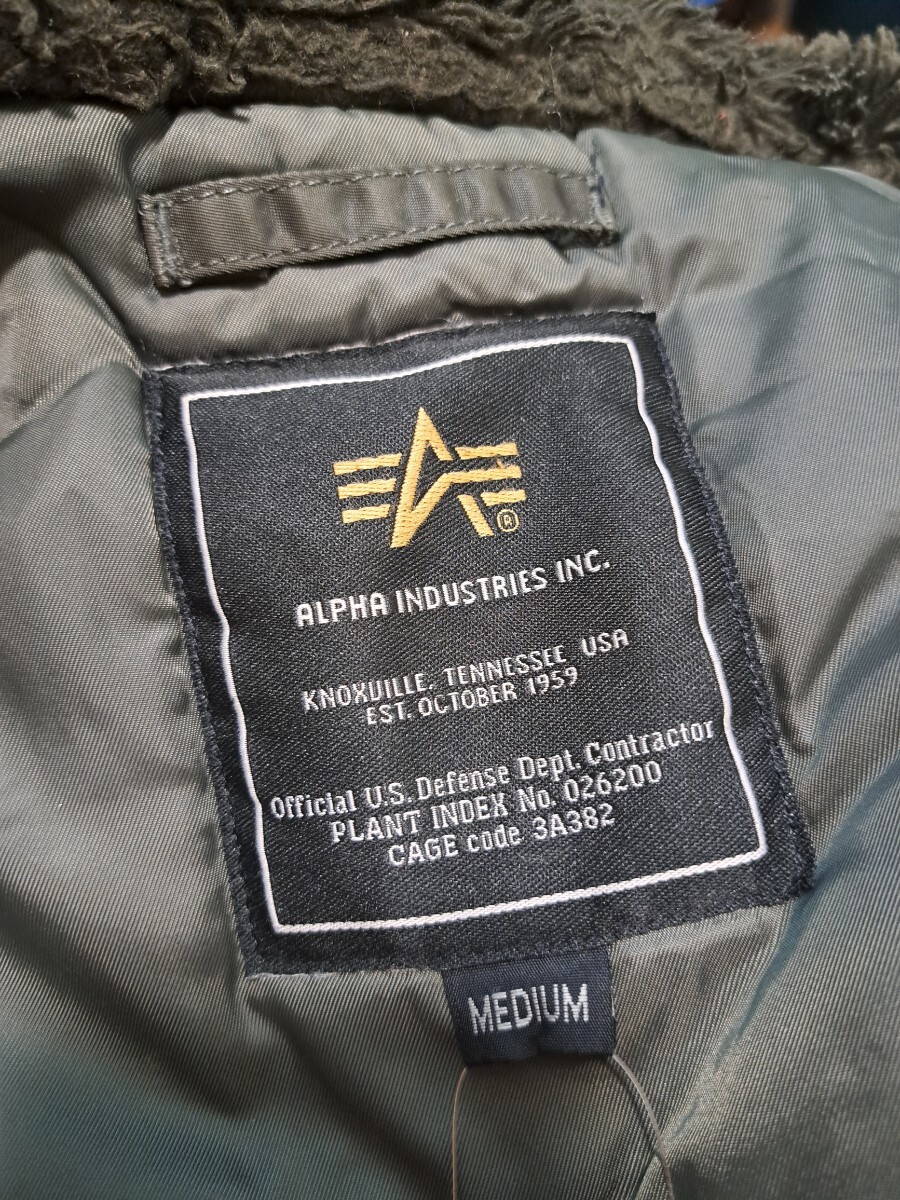 ®
ALPHA INDUSTRIES INC.
KNOXVILLE, TENNESSEE USA
EST. OCTOBER 1959
Official U.S. Defense Dept. Contractor
PLANT INDEX No. 026200
CAGE code 3A382
MEDIUM